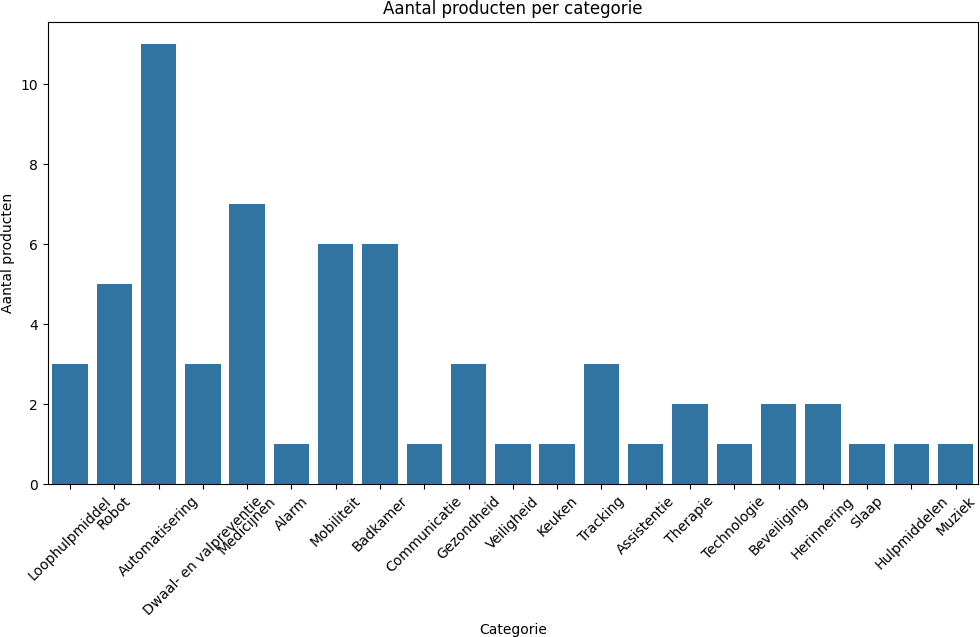 Aantal producten per categorie
Aantal producten
10
8
6
4
2
0
Loophulpmiddel
Robot
Automatisering
Dwaal- en valpreventie
Medicijnen
Alarm
Mobiliteit
Badkamer
Communicatie
Gezondheid
Veiligheid
Keuken
Tracking
Assistentie
Therapie
Technologie
Beveiliging
Herinnering
Slaap
Hulpmiddelen
Muziek
Categorie